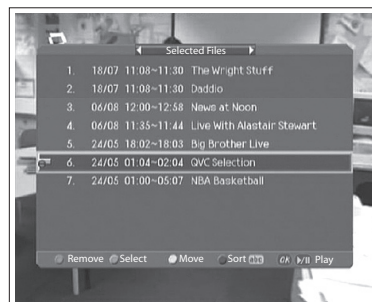 Selected Files
1. 18/07 11:08~11:30 The Wright Stuff
2. 18/07 11:08~11:30 Daddio
3. 06/08 12:00~12:58 News at Noon
4. 06/08 11:35~11:44 Live With Alastair Stewart
5. 24/05 18:02~18:03 Big Brother Live
6. 24/05 01:04~02:04 QVC Selection
7. 24/05 01:00~05:07 NBA Basketball
Remove Select Move Sort abc OK Play